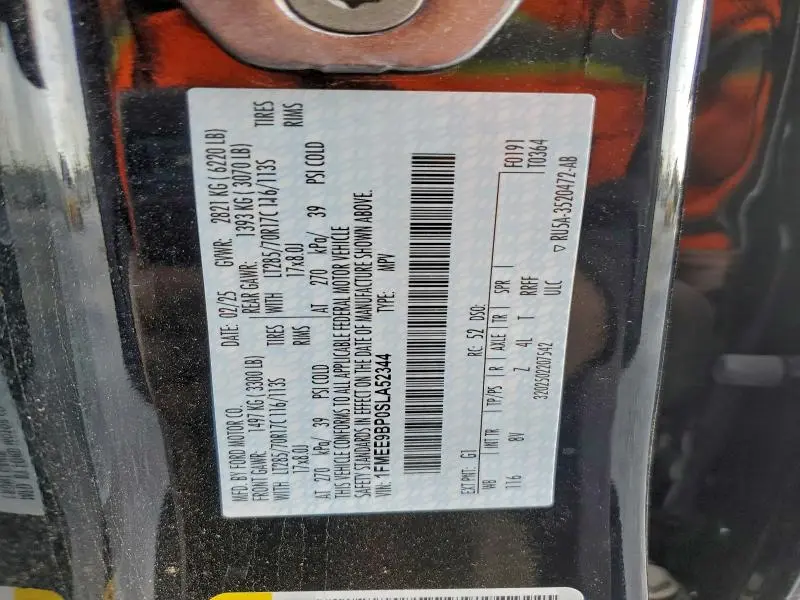 MFD. BY FORD MOTOR CO.
DATE: 02/25 GVWR: 2821 KG ( 6220 LB)
FRONT GAWR: 1497 KG ( 3300 LB) REAR GAWR: 1393 KG ( 3070 LB)
WITH LT285/70R17C 116/113S TIRES WITH LT285/70R17C 116/113S TIRES
17x8.0J RIMS 17x8.0J RIMS
AT 270 kPa/ 39 PSI COLD AT 270 kPa/ 39 PSI COLD
THIS VEHICLE CONFORMS TO ALL APPLICABLE FEDERAL MOTOR VEHICLE
SAFETY STANDARDS IN EFFECT ON THE DATE OF MANUFACTURE SHOWN ABOVE.
VIN: 1FMEE9BP0SLA52344 TYPE: MPV
F0191
T0364
EXT PNT: G1 RC: 52 DSO:
WB INT TR TP/PS R AXLE TR SPR
116 8V Z 4L T RRFF
ULC
3202502207542 RU5A-3520472-AB